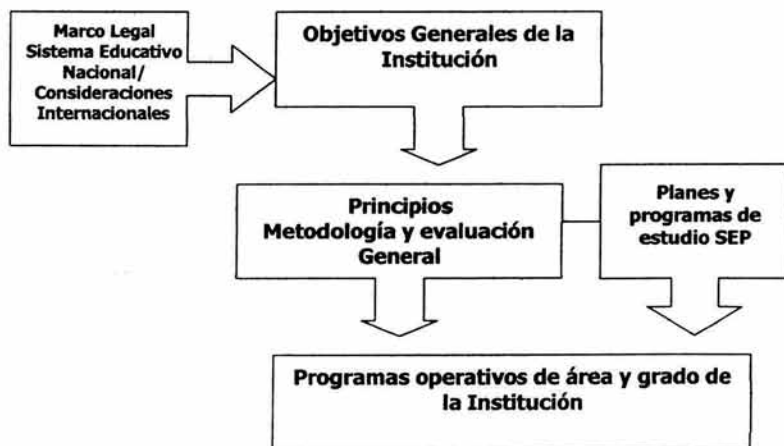 Marco Legal
Sistema Educativo
Nacional/
Consideraciones
Internacionales
Objetivos Generales de la
Institución
Principios
Metodología y evaluación
General
Planes y
programas de
estudio SEP
Programas operativos de área y grado de
la Institución